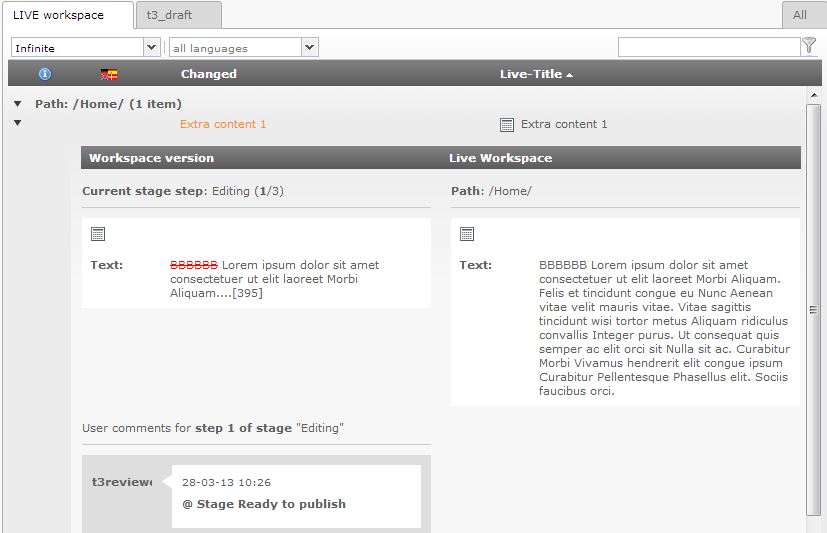 LIVE workspace t3_draft All
Infinite all languages
Changed Live-Title
Path: /Home/ (1 item)
Extra content 1 Extra content 1
Workspace version Live Workspace
Current stage step: Editing (1/3) Path: /Home/
Text: BBBBBB Lorem ipsum dolor sit amet
consectetuer ut elit laoreet Morbi
Aliquam....[395]
Text: BBBBBB Lorem ipsum dolor sit amet
consectetuer ut elit laoreet Morbi Aliquam.
Felis et tincidunt congue eu Nunc Aenean
vitae velit mauris vitae. Vitae sagittis
tincidunt wisi tortor metus Aliquam ridiculus
convallis Integer purus. Ut consequat quis
semper ac elit orci sit Nulla sit ac. Curabitur
Morbi Vivamus hendrerit elit congue ipsum
Curabitur Pellentesque Phasellus elit. Sociis
faucibus orci.
User comments for step 1 of stage "Editing"
t3reviewe 28-03-13 10:26
@ Stage Ready to publish